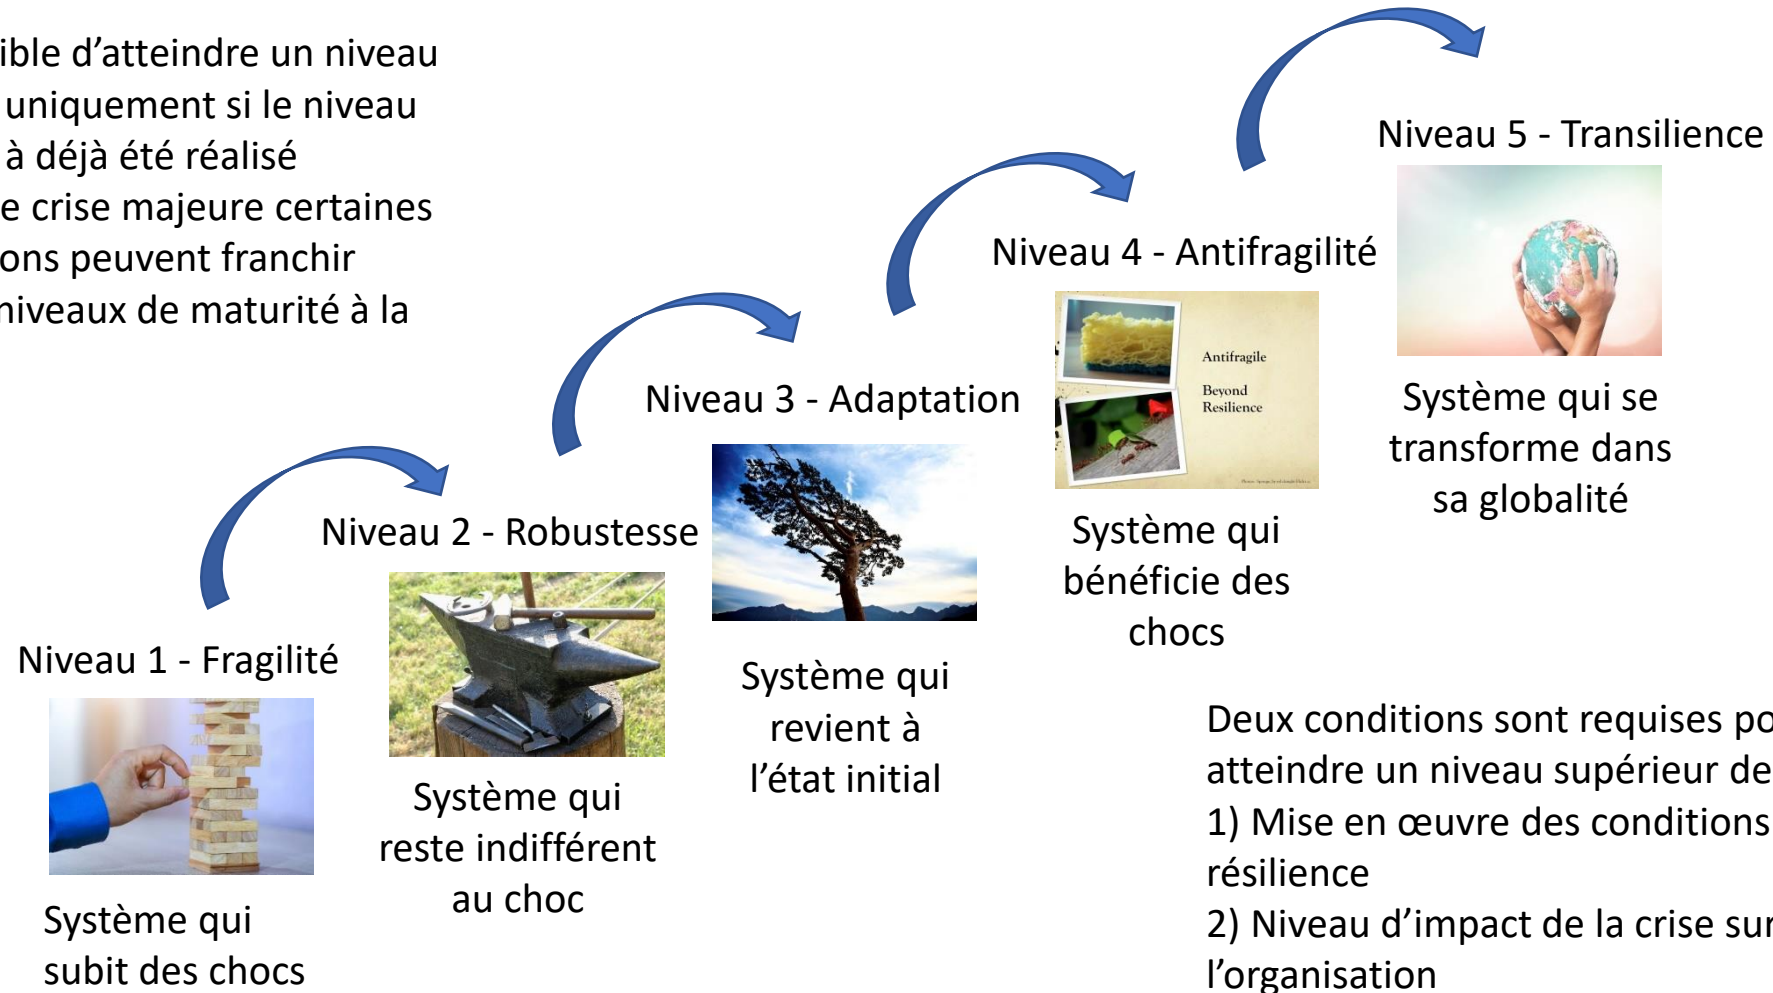 ible d’atteindre un niveau
uniquement si le niveau
à déjà été réalisé
e crise majeure certaines
ons peuvent franchir
niveaux de maturité à la
Niveau 5 - Transilience
Système qui se
transforme dans
sa globalité
Niveau 4 - Antifragilité
Antifragile
Beyond
Resilience
Système qui
bénéficie des
chocs
Niveau 3 - Adaptation
Système qui
revient à
l’état initial
Niveau 2 - Robustesse
Système qui
reste indifférent
au choc
Niveau 1 - Fragilité
Système qui
subit des chocs
Deux conditions sont requises po
atteindre un niveau supérieur de
1) Mise en œuvre des conditions
résilience
2) Niveau d’impact de la crise sur
l’organisation